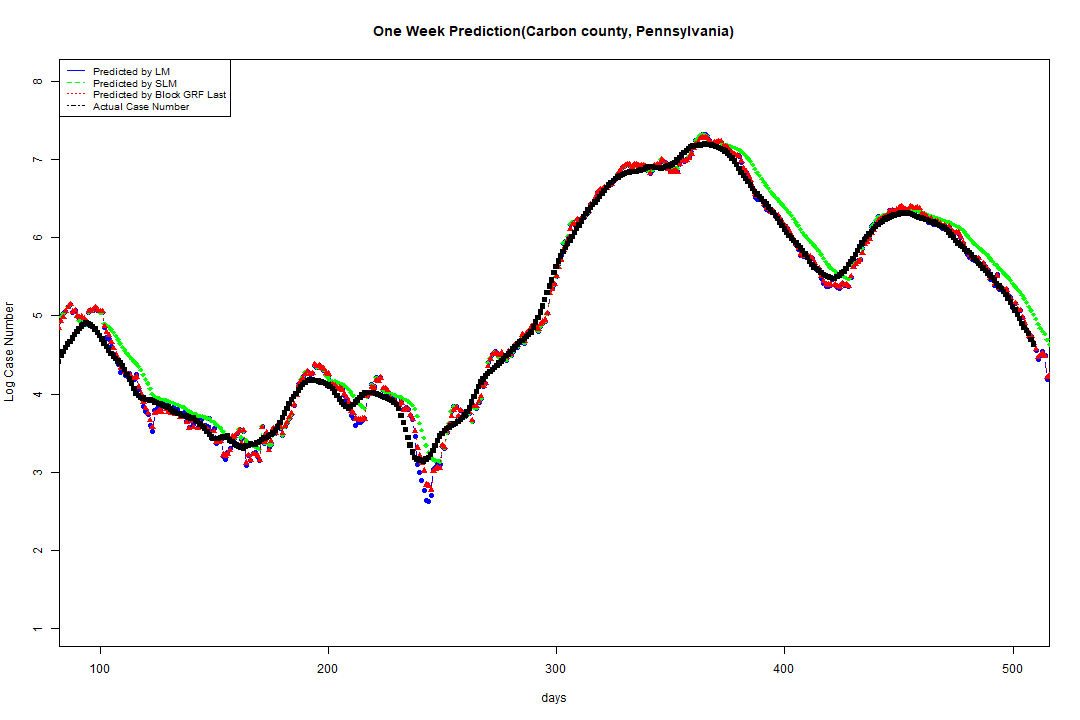 One Week Prediction(Carbon county, Pennsylvania)
Predicted by LM
Predicted by SLM
Predicted by Block GRF Last
Actual Case Number
8
7
6
5
4
3
2
1
Log Case Number
100 200 300 400 500
days